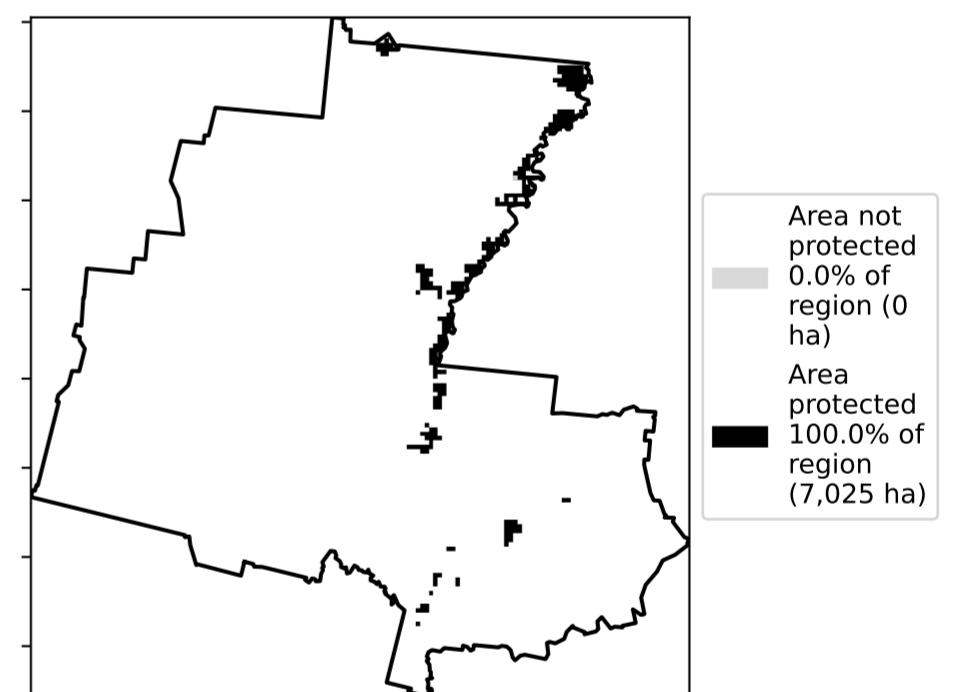 Area not
protected
0.0% of
region (0
ha)
Area
protected
100.0% of
region
(7,025 ha)